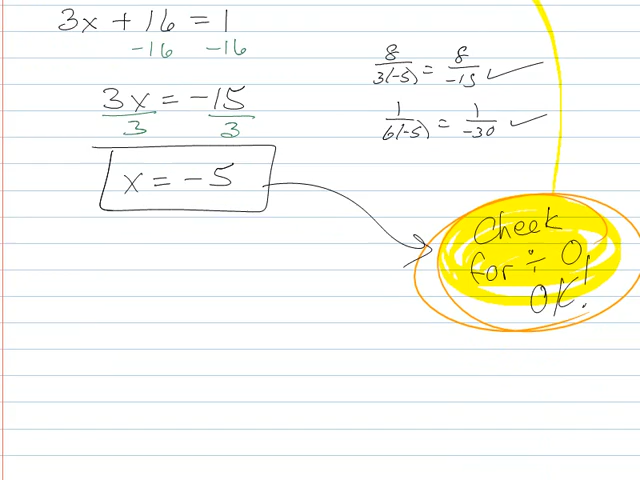 3x + 16 = 1
-16 -16
3x = -15
3 3
x = -5
8/3(-5) = 8/-15 ✓
1/6(-5) = 1/-30 ✓
Check
for ÷ 0,
OK!